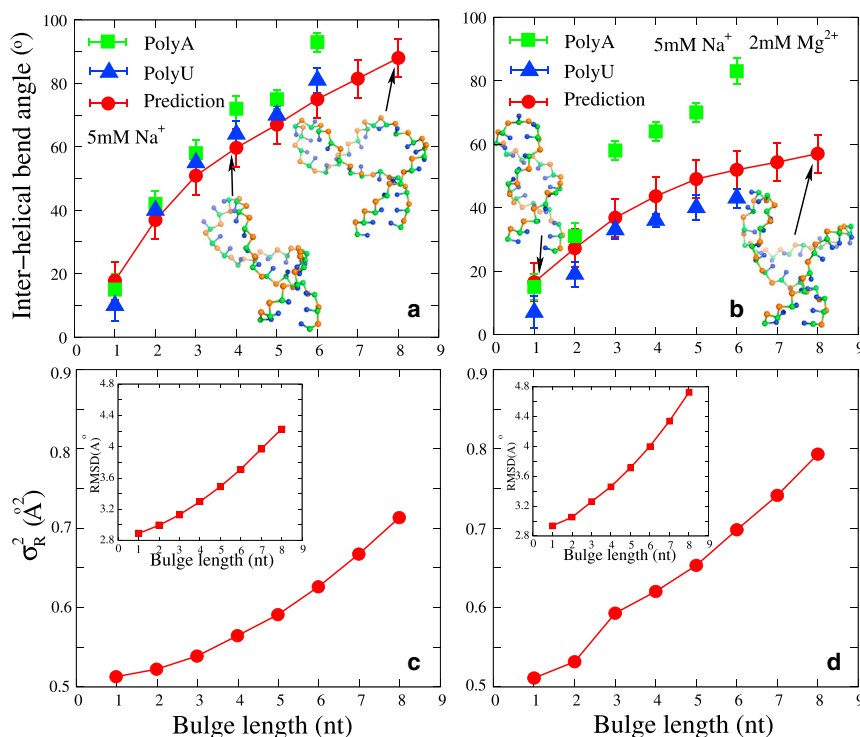 Inter−helical bend angle (°)
100
80
60
40
20
0
PolyA
PolyU
Prediction
5mM Na+
a
0 1 2 3 4 5 6 7 8 9
100
80
60
40
20
0
PolyA
PolyU
Prediction
5mM Na+ 2mM Mg2+
b
0 1 2 3 4 5 6 7 8 9
σR2 (Å2)
0.9
0.8
0.7
0.6
0.5
RMSD(Å)
4.8
4.4
4.0
3.6
3.2
2.8
0 1 2 3 4 5 6 7 8 9
Bulge length (nt)
c
0 1 2 3 4 5 6 7 8 9
Bulge length (nt)
0.9
0.8
0.7
0.6
0.5
RMSD(Å)
4.8
4.4
4.0
3.6
3.2
2.8
0 1 2 3 4 5 6 7 8 9
Bulge length (nt)
d
0 1 2 3 4 5 6 7 8 9
Bulge length (nt)